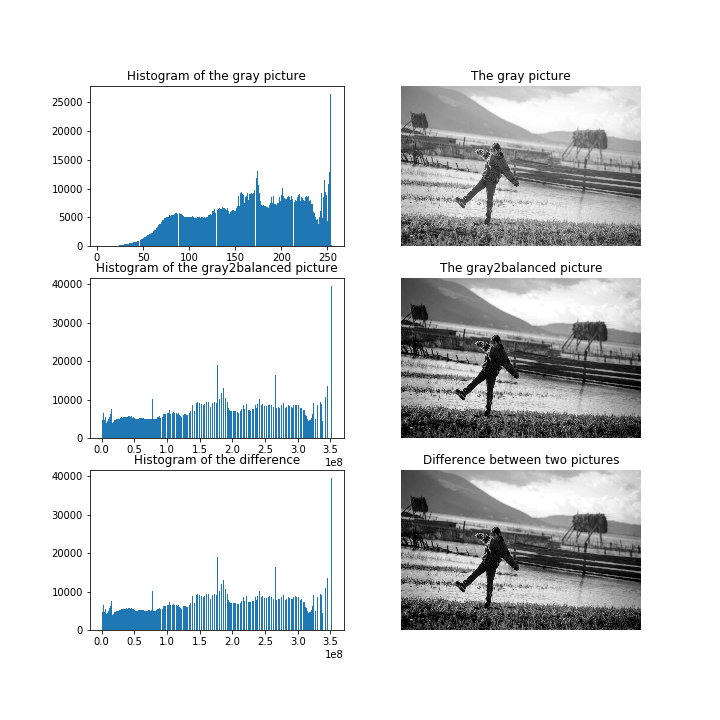 Histogram of the gray picture
The gray picture
25000
20000
15000
10000
5000
0
0 50 100 150 200 250
Histogram of the gray2balanced picture
The gray2balanced picture
40000
30000
20000
10000
0
0.0 0.5 1.0 1.5 2.0 2.5 3.0 3.5
1e8
Histogram of the difference
Difference between two pictures
40000
30000
20000
10000
0
0.0 0.5 1.0 1.5 2.0 2.5 3.0 3.5
1e8